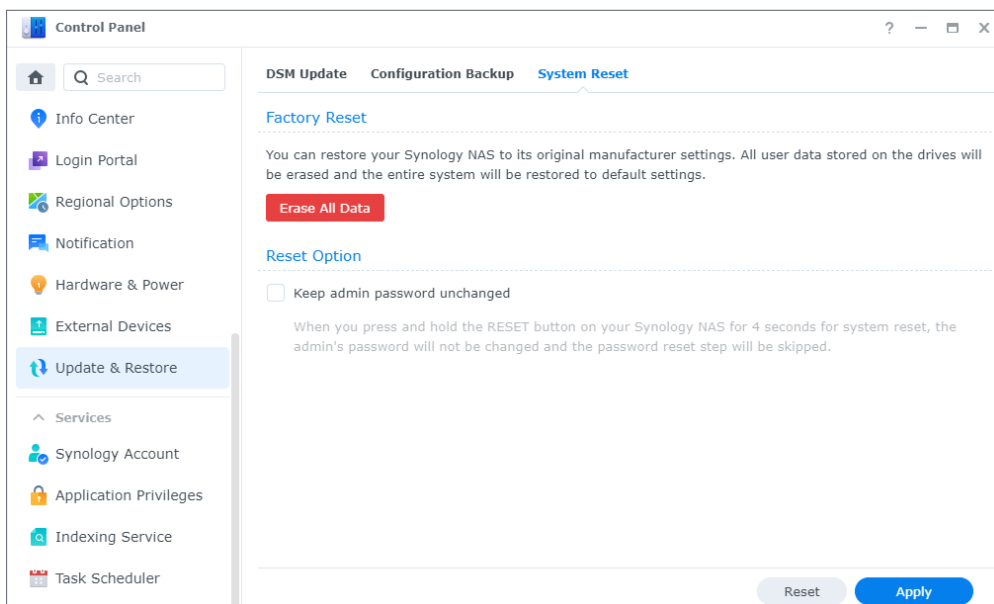 Control Panel
?
Search
DSM Update Configuration Backup System Reset
Info Center
Login Portal
Regional Options
Notification
Hardware & Power
External Devices
Update & Restore
Services
Synology Account
Application Privileges
Indexing Service
Task Scheduler
Factory Reset
You can restore your Synology NAS to its original manufacturer settings. All user data stored on the drives will
be erased and the entire system will be restored to default settings.
Erase All Data
Reset Option
Keep admin password unchanged
When you press and hold the RESET button on your Synology NAS for 4 seconds for system reset, the
admin's password will not be changed and the password reset step will be skipped.
Reset
Apply